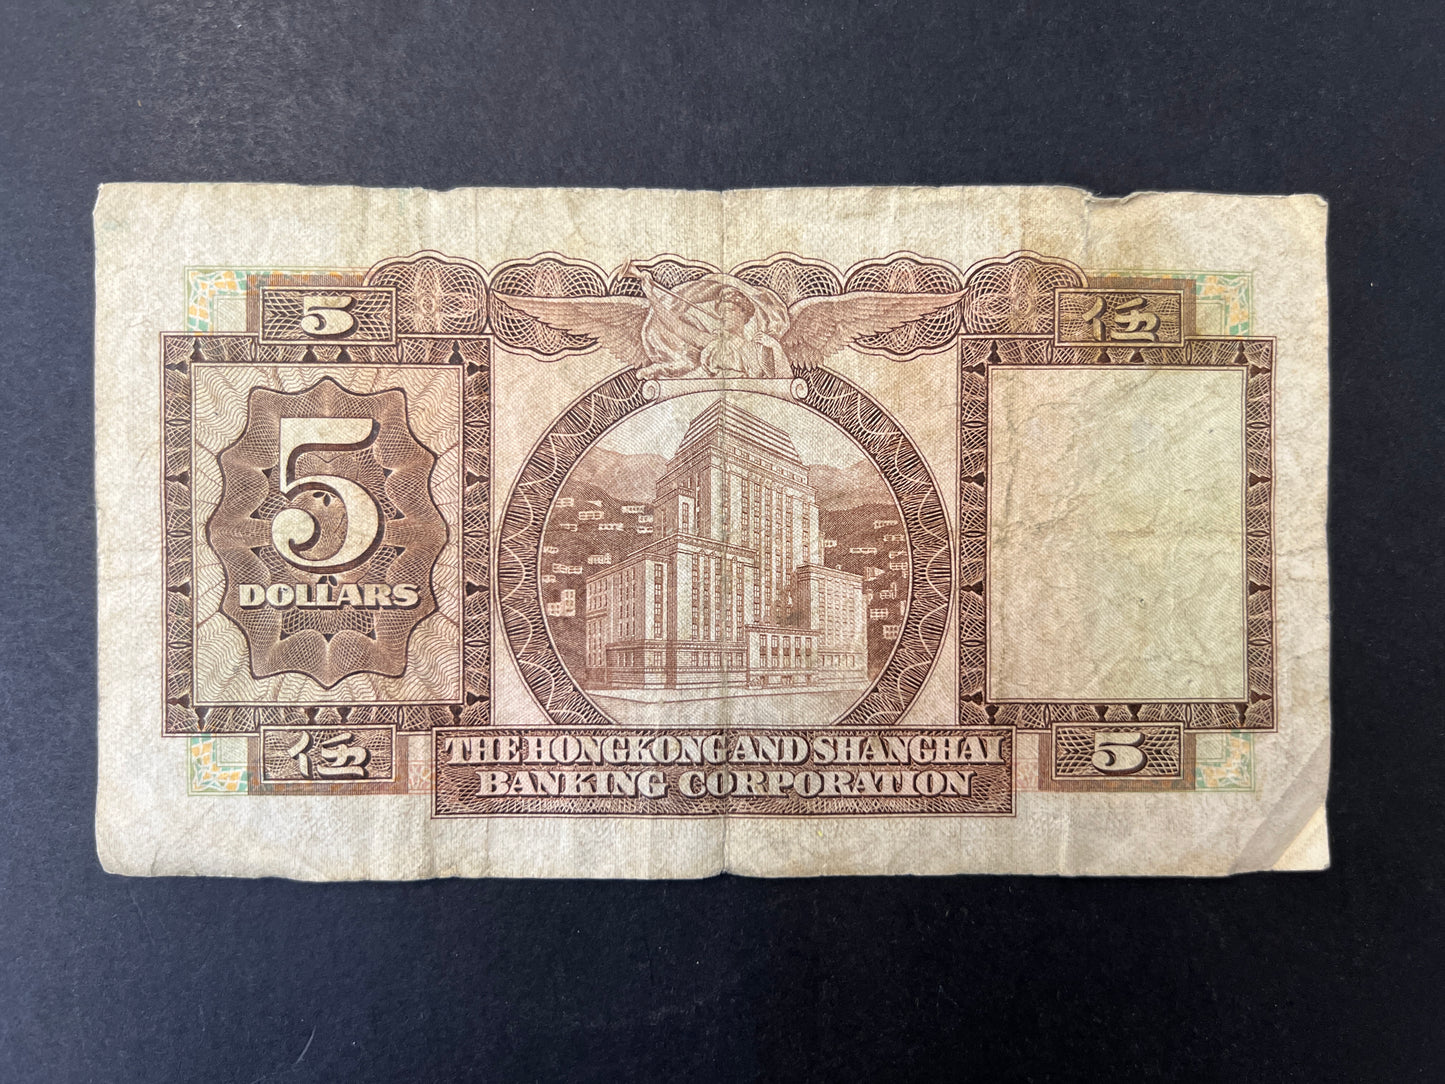 5
伍
5
DOLLARS
伍
5
THE HONGKONG AND SHANGHAI
BANKING CORPORATION